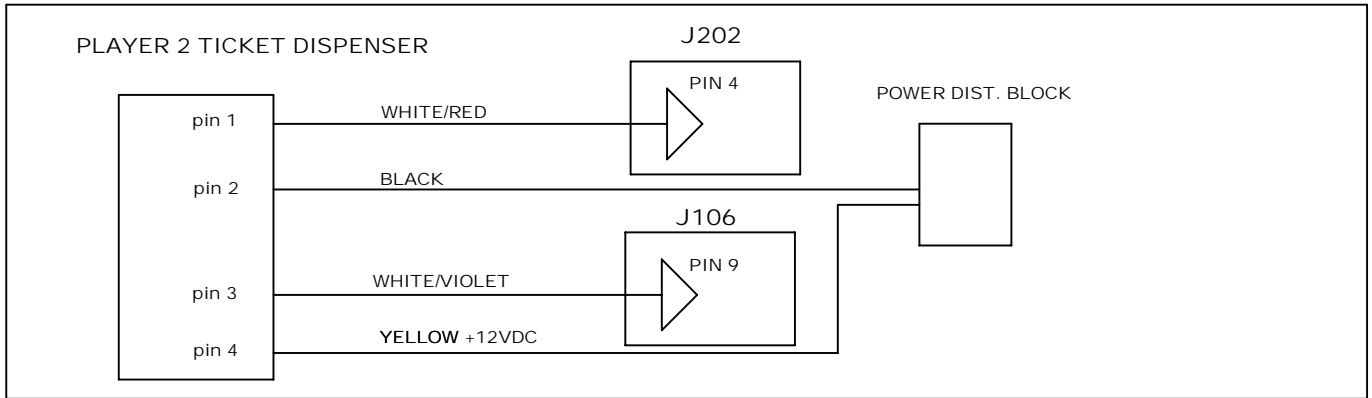 PLAYER 2 TICKET DISPENSER
J202
PIN 4
POWER DIST. BLOCK
pin 1
WHITE/RED
pin 2
BLACK
J106
PIN 9
pin 3
WHITE/VIOLET
pin 4
YELLOW +12VDC